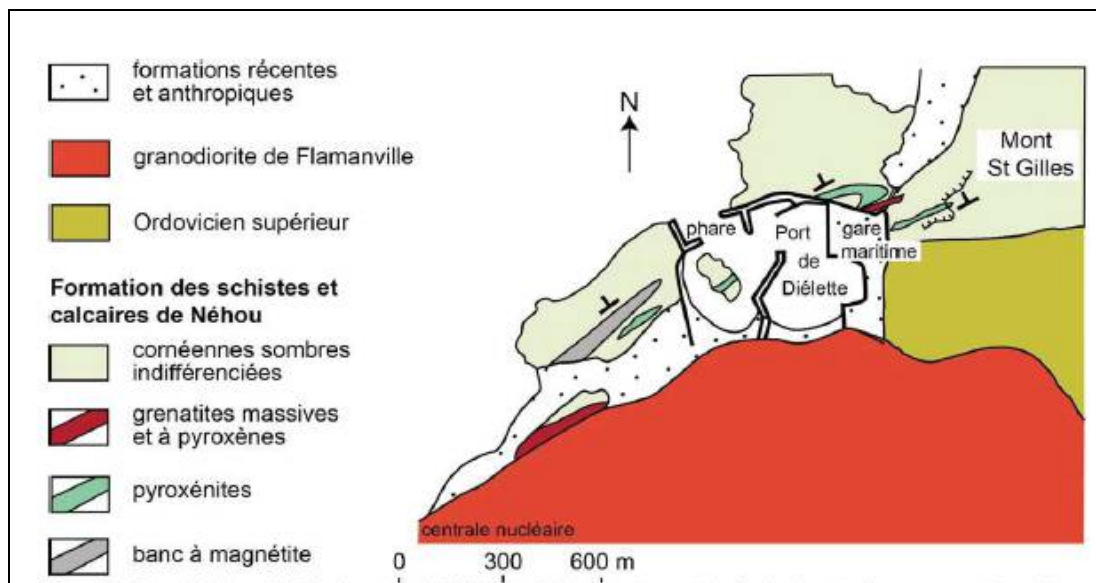 formations récentes
et anthropiques
granodiorite de Flamanville
Ordovicien supérieur
Formation des schistes et
calcaires de Néhou
cornéennes sombres
indifférenciées
grenatites massives
et à pyroxènes
pyroxénites
banc à magnétite
N
Mont
St Gilles
phare
Port
de
Diélette
gare
maritime
centrale nucléaire
0 300 600 m